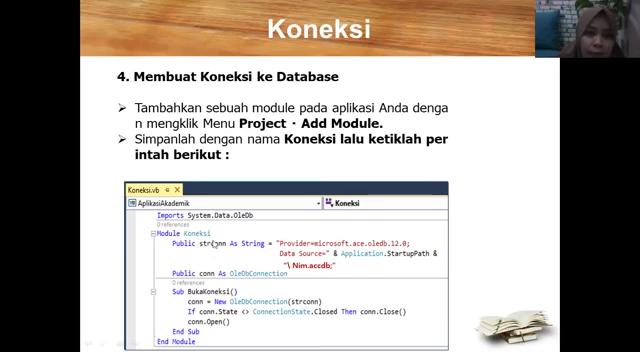 Koneksi
4. Membuat Koneksi ke Database
Tambahkan sebuah module pada aplikasi Anda denga
n mengklik Menu Project · Add Module.
Simpanlah dengan nama Koneksi lalu ketiklah per
intah berikut :
Koneksi.vb
AplikasiAkademik Koneksi
Imports System.Data.OleDb
0 references
Module Koneksi
Public strconn As String = "Provider=microsoft.ace.oledb.12.0;
Data Source=" & Application.StartupPath &
"\ Nim.accdb;"
Public conn As OleDbConnection
0 references
Sub BukaKoneksi()
conn = New OleDbConnection(strconn)
If conn.State <> ConnectionState.Closed Then conn.Close()
conn.Open()
End Sub
End Module